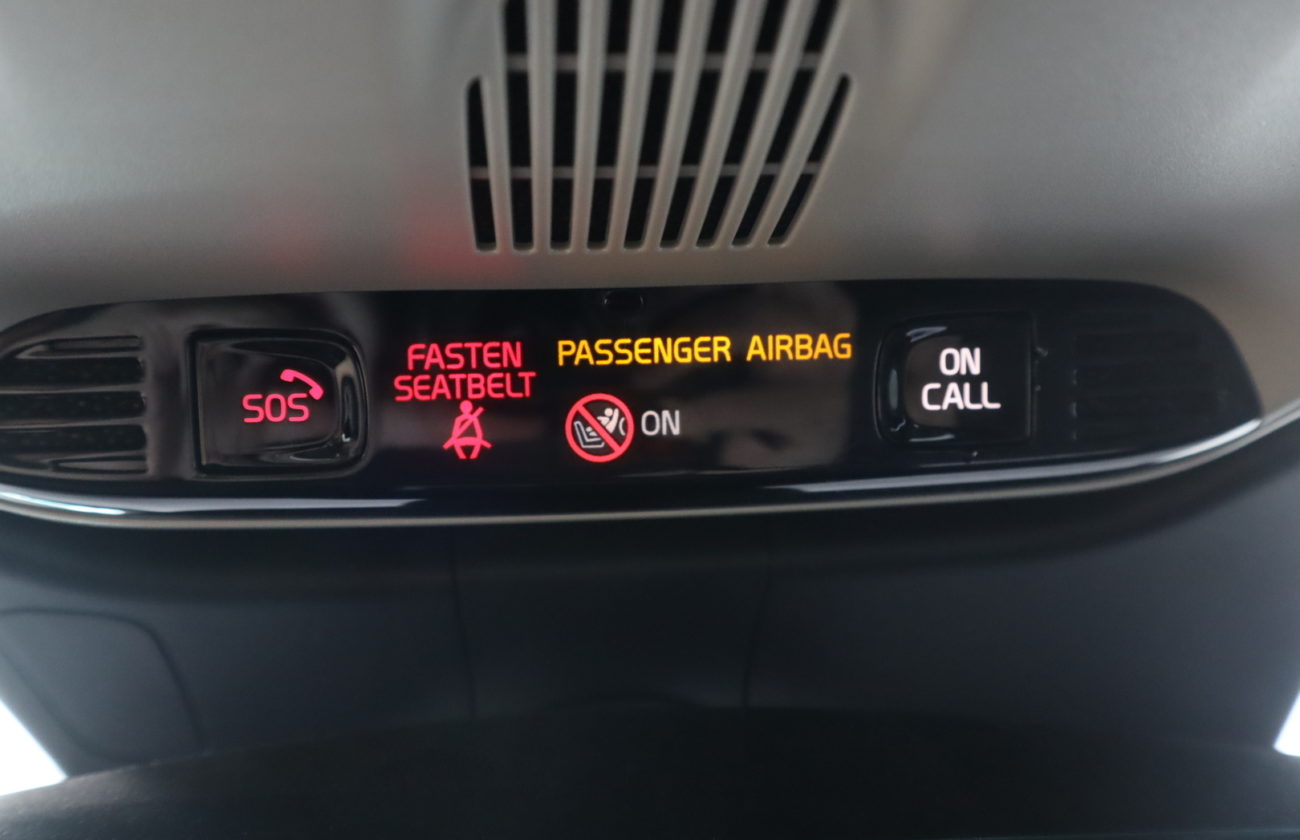 SOS
FASTEN
SEATBELT
PASSENGER AIRBAG
ON
ON
CALL